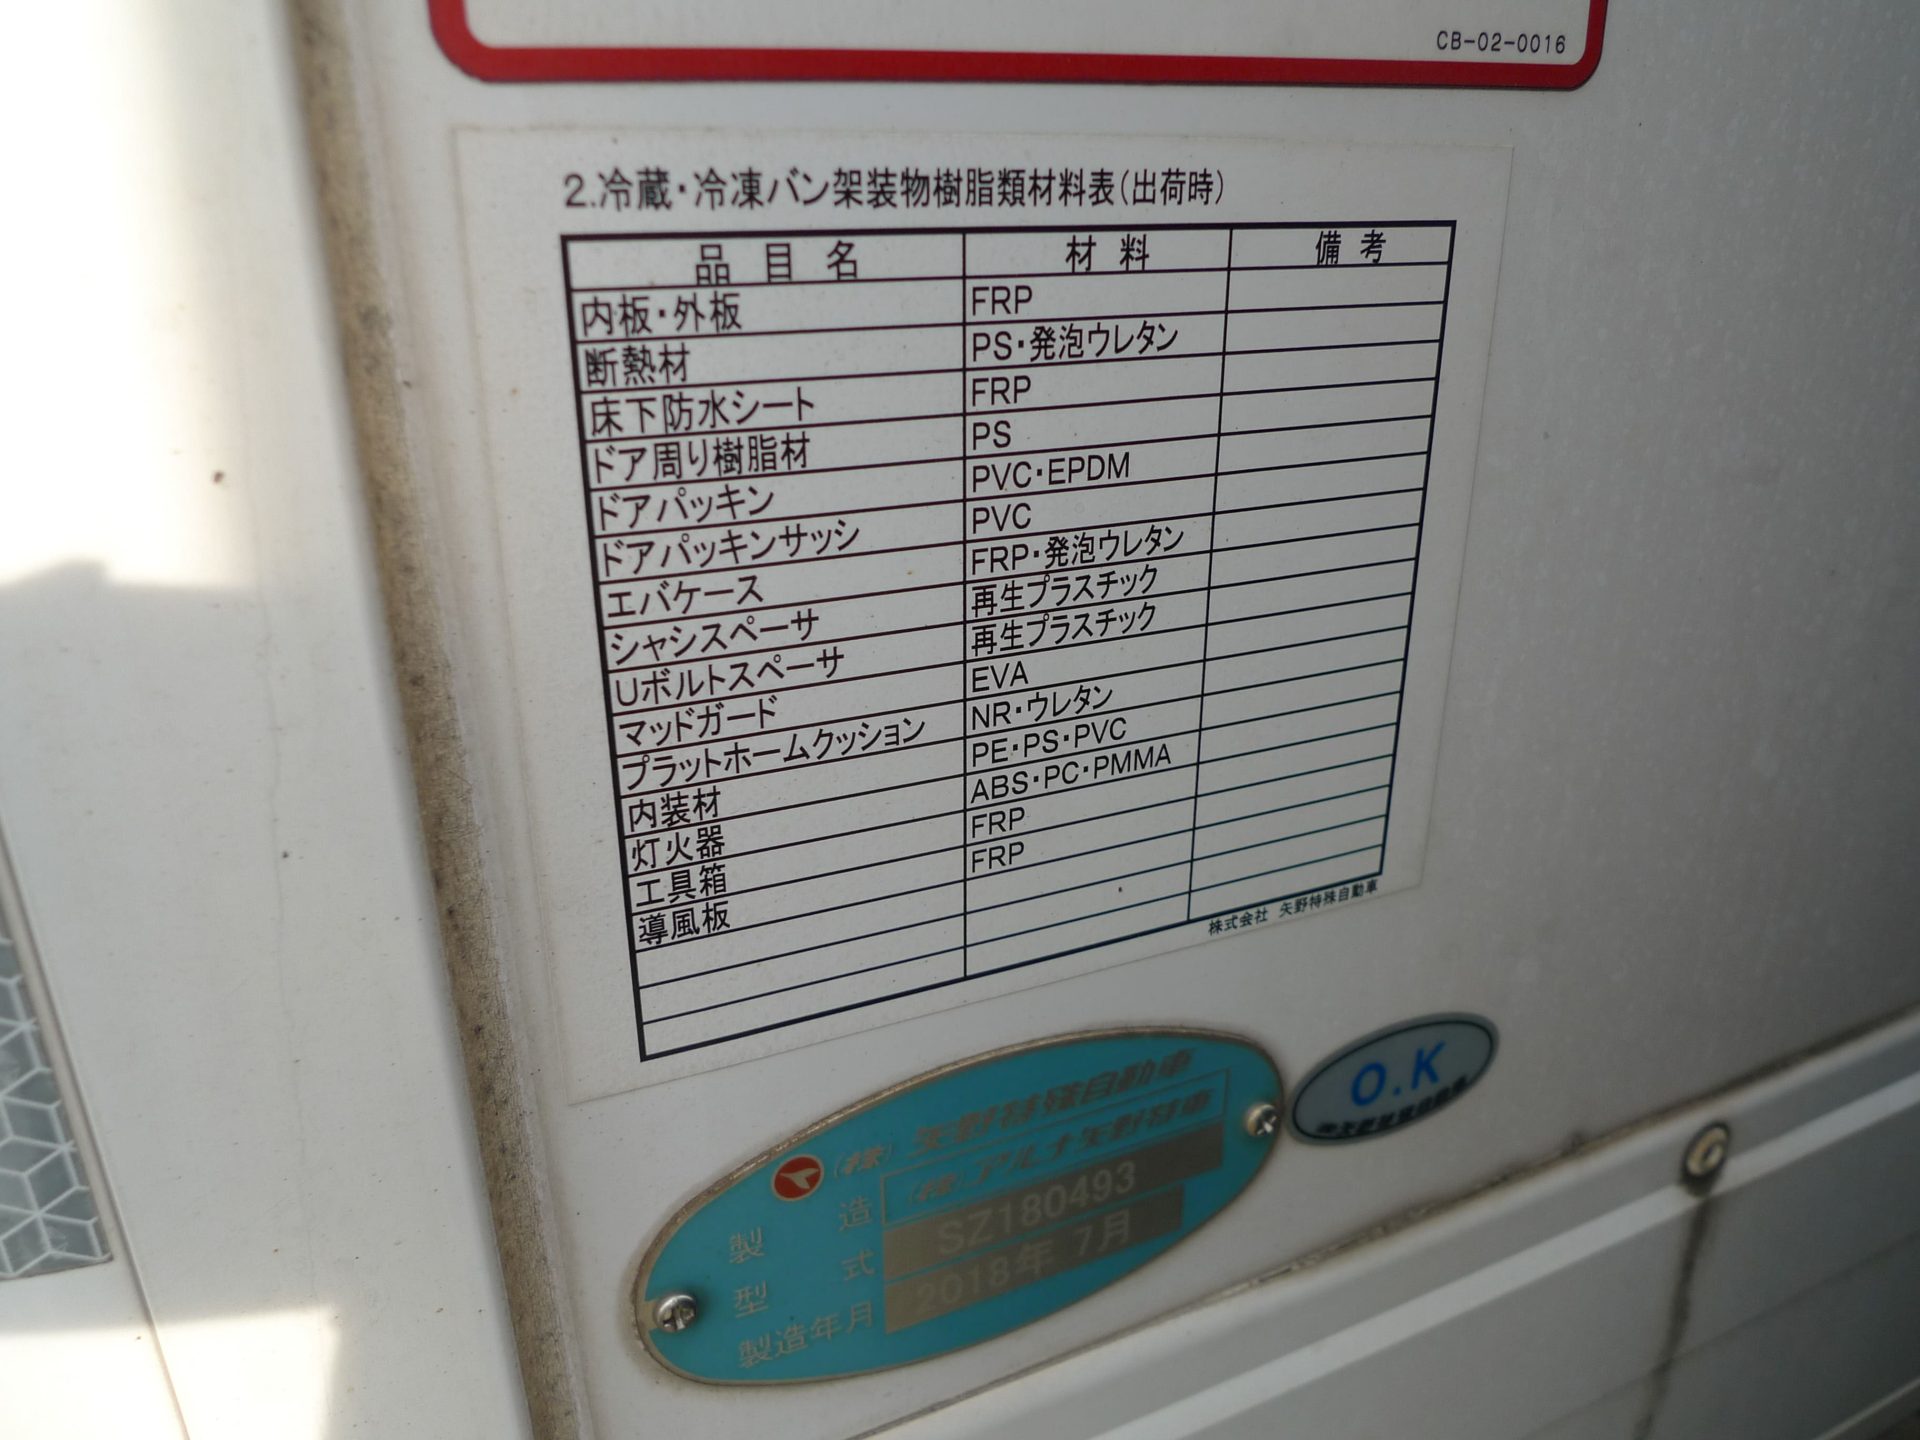 CB-02-0016
2.冷蔵・冷凍バン架装物樹脂類材料表(出荷時)
品目名 材料 備考
内板・外板 FRP
断熱材 PS・発泡ウレタン
床下防水シート FRP
ドア周り樹脂材 PS
ドアパッキン PVC・EPDM
ドアパッキンサッシ PVC
エバケース FRP・発泡ウレタン
シャシスペーサ 再生プラスチック
Uボルトスペーサ 再生プラスチック
マッドガード EVA
プラットホームクッション NR・ウレタン
内装材 PE・PS・PVC
灯火器 ABS・PC・PMMA
工具箱 FRP
導風板 FRP
株式会社 矢野特殊自動車
(株)矢野特殊自動車
製造 (株)アルナ矢野特車
型式 SZ180493
製造年月 2018年 7月
O.K